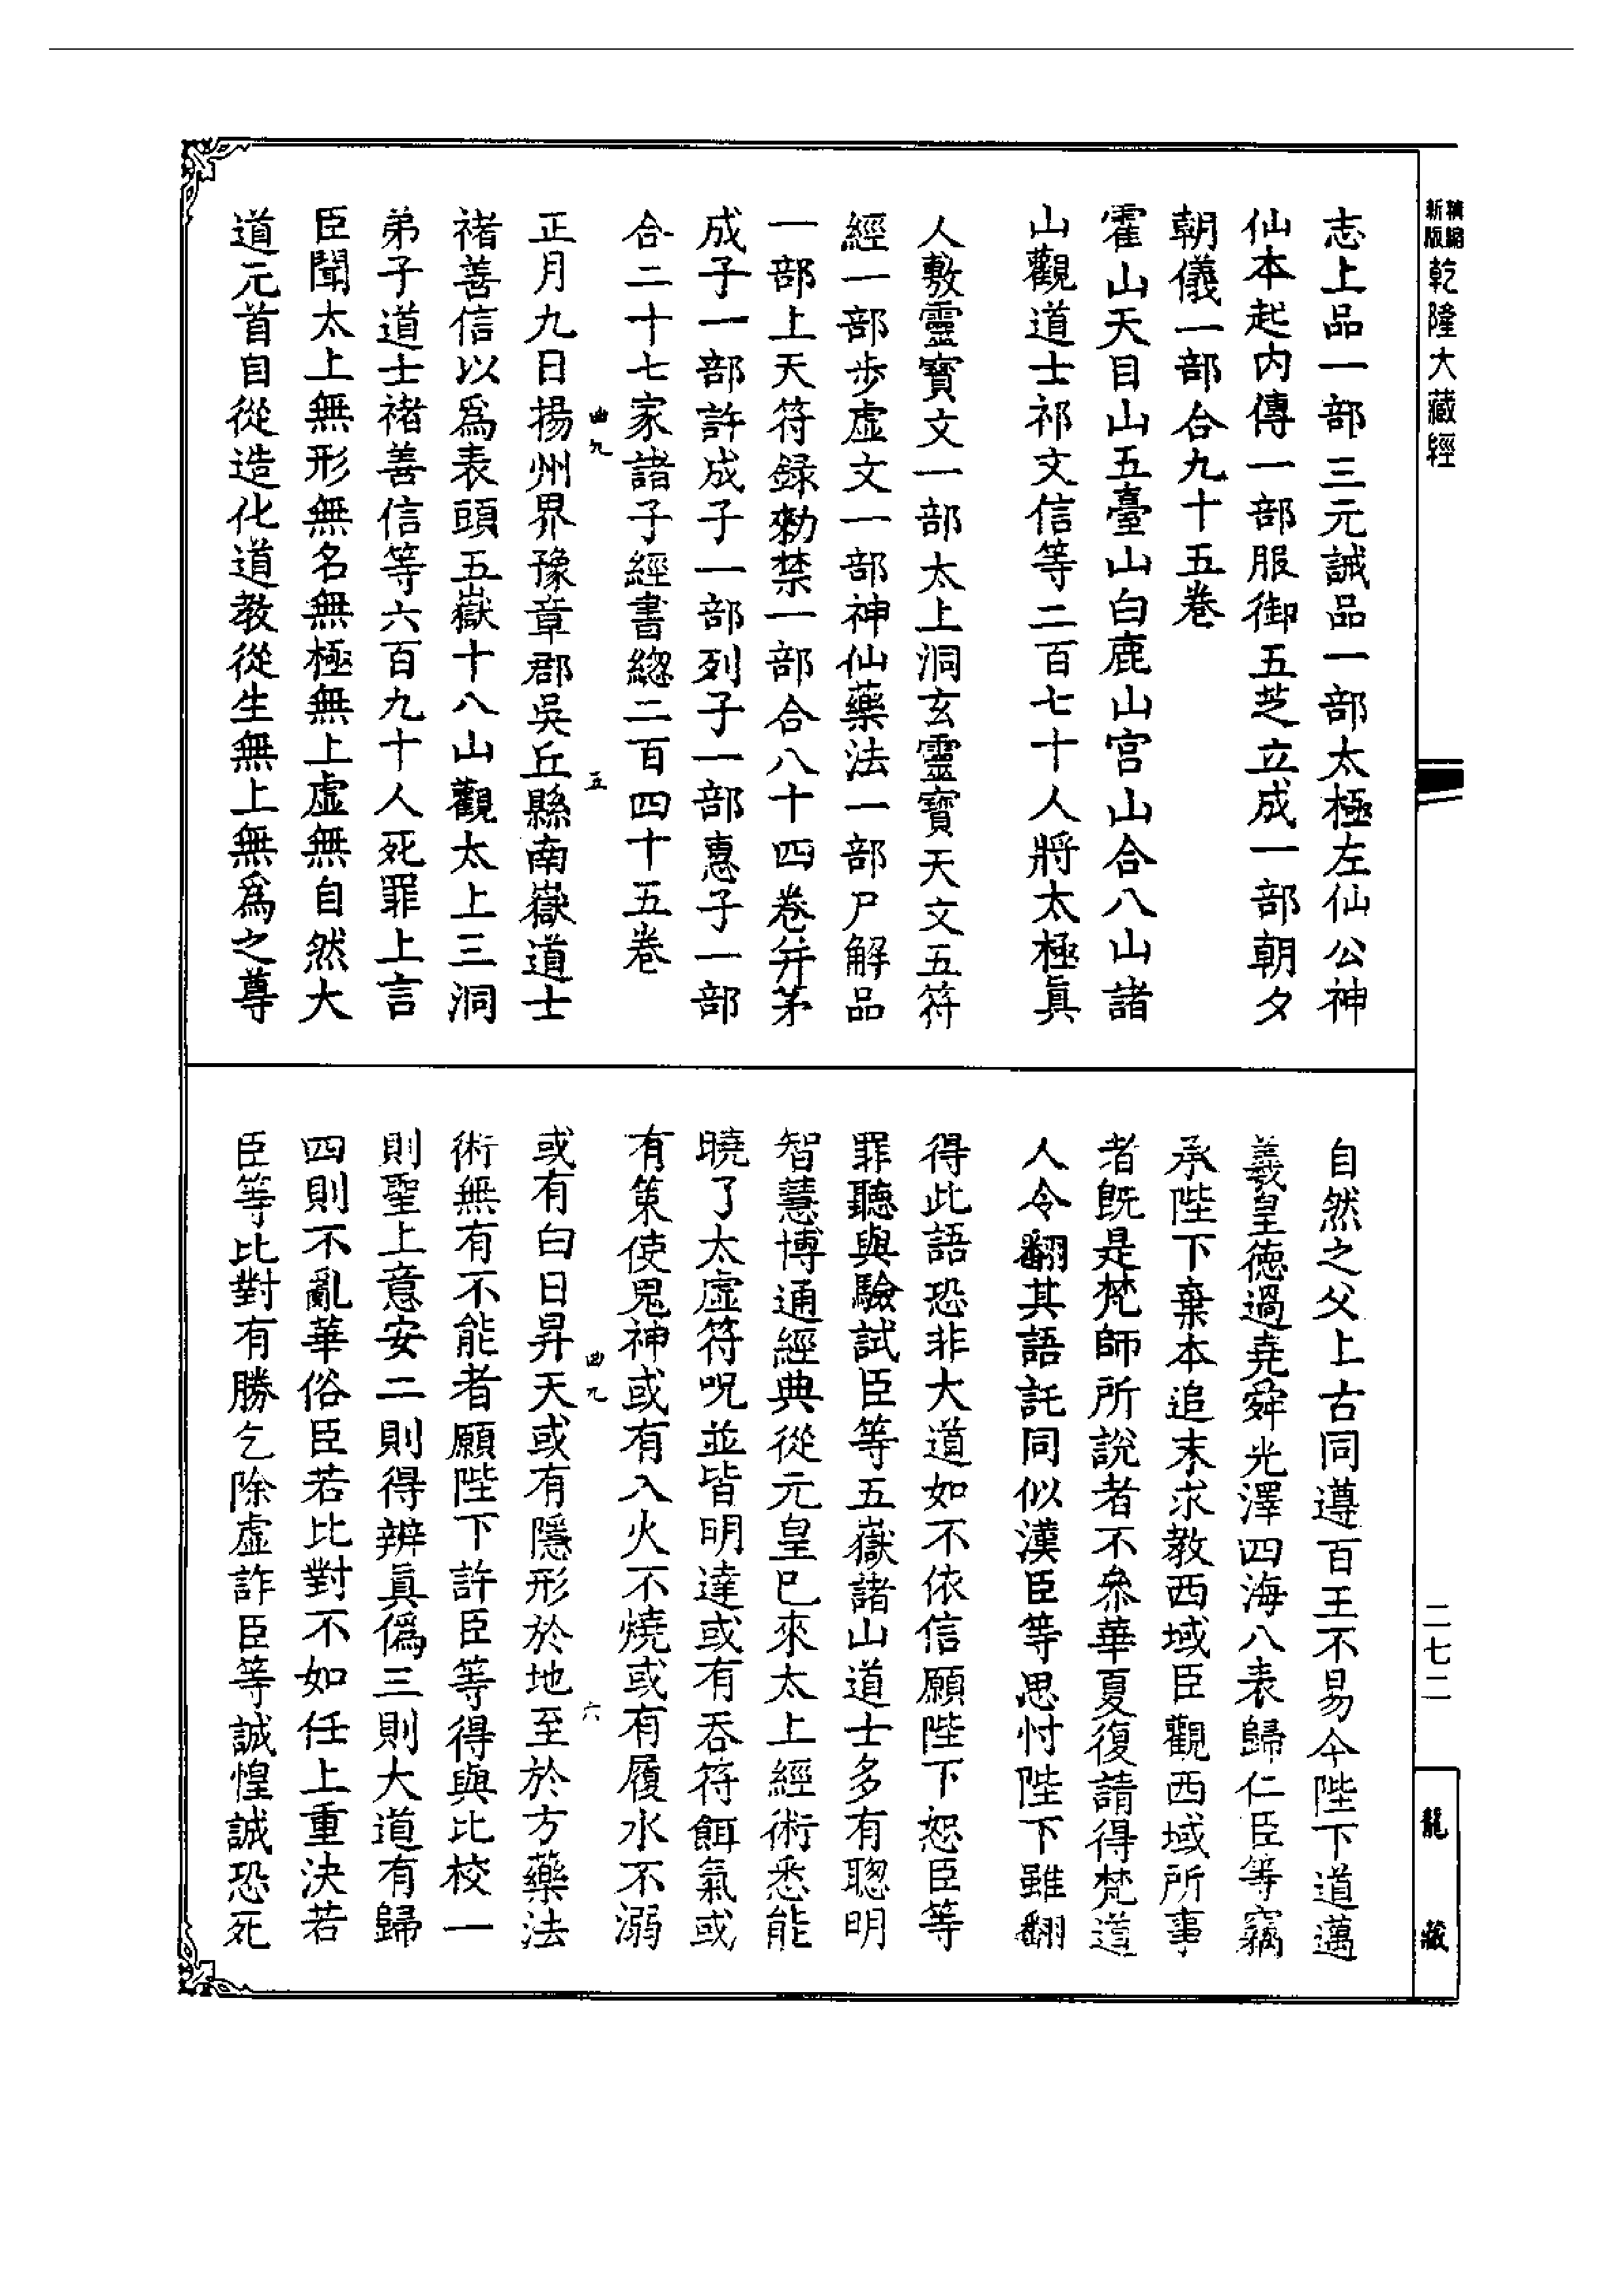 精縮
新版
乾隆大藏經
志上品一部三元誡品一部太極左仙公神
仙本起内傳一部服御五芝立成一部朝夕
朝儀一部合九十五卷
霍山天目山五臺山白鹿山宫山合八山諸
山觀道士祁文信等二百七十人將太極眞
人敷靈寶文一部太上洞玄靈寶天文五符
經一部步虚文一部神仙藥法一部尸解品
一部上天符録勑禁一部合八十四卷并茅
成子一部許成子一部列子一部惠子一部
合二十七家諸子經書緫二百四十五卷
曲九
五
正月九日揚州界豫章郡吳丘縣南嶽道士
禇善信以爲表頭五嶽十八山觀太上三洞
弟子道士禇善信等六百九十人死罪上言
臣聞太上無形無名無極無上虚無自然大
道元首自從造化道教從生無上無爲之尊
自然之父上古同遵百王不易今陛下道邁
羲皇德過堯舜光澤四海八表歸仁臣等竊
承陛下棄本追末求教西域臣觀西域所事
者旣是梵師所說者不叅華夏復請得梵道
人令翻其語託同似漢臣等思忖陛下雖翻
得此語恐非大道如不依信願陛下恕臣等
罪聽與驗試臣等五嶽諸山道士多有聰明
智慧博通經典從元皇巳來太上經術悉能
曉了太虚符呪並皆明達或有吞符餌氣或
有策使鬼神或有入火不燒或有履水不溺
曲九
六
或有白日昇天或有隱形於地至於方藥法
術無有不能者願陛下許臣等得與比校一
則聖上意安二則得辨眞僞三則大道有歸
四則不亂華俗臣若比對不如任上重決若
臣等比對有勝乞除虚詐臣等誠惶誠恐死
二七二
龍藏